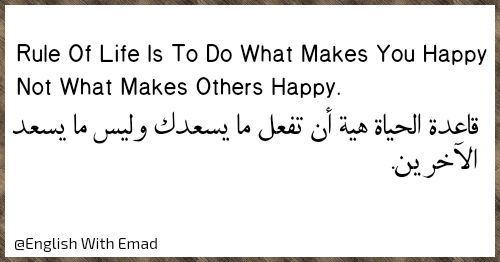 Rule Of Life Is To Do What Makes You Happy
Not What Makes Others Happy.
قاعدة الحياة هية أن تفعل ما يسعدك وليس ما يسعد
الآخرين.
@English With Emad